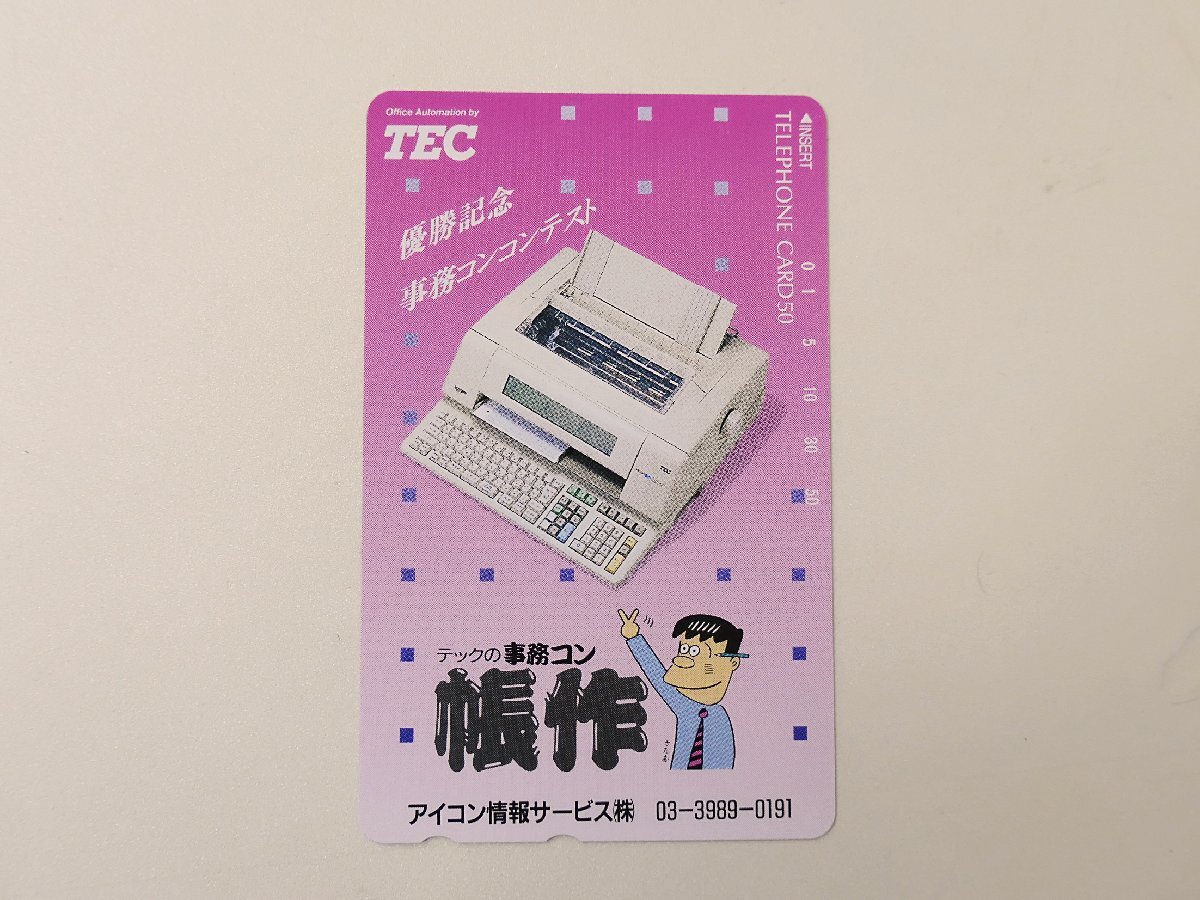 Office Automation by
TEC
優勝記念
事務コンコンテスト
◀INSERT
TELEPHONE CARD50
0 1 5 10 30 50
TEC
テックの事務コン
帳作
アイコン情報サービス㈱ 03-3989-0191